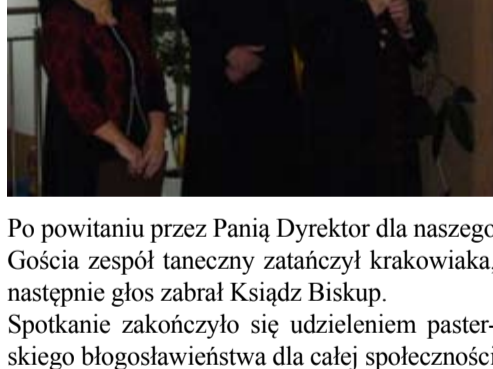 Po powitaniu przez Panią Dyrektor dla naszego
Gościa zespół taneczny zatańczył krakowiaka,
następnie głos zabrał Ksiądz Biskup.
Spotkanie zakończyło się udzieleniem paster-
skiego błogosławieństwa dla całej społeczności